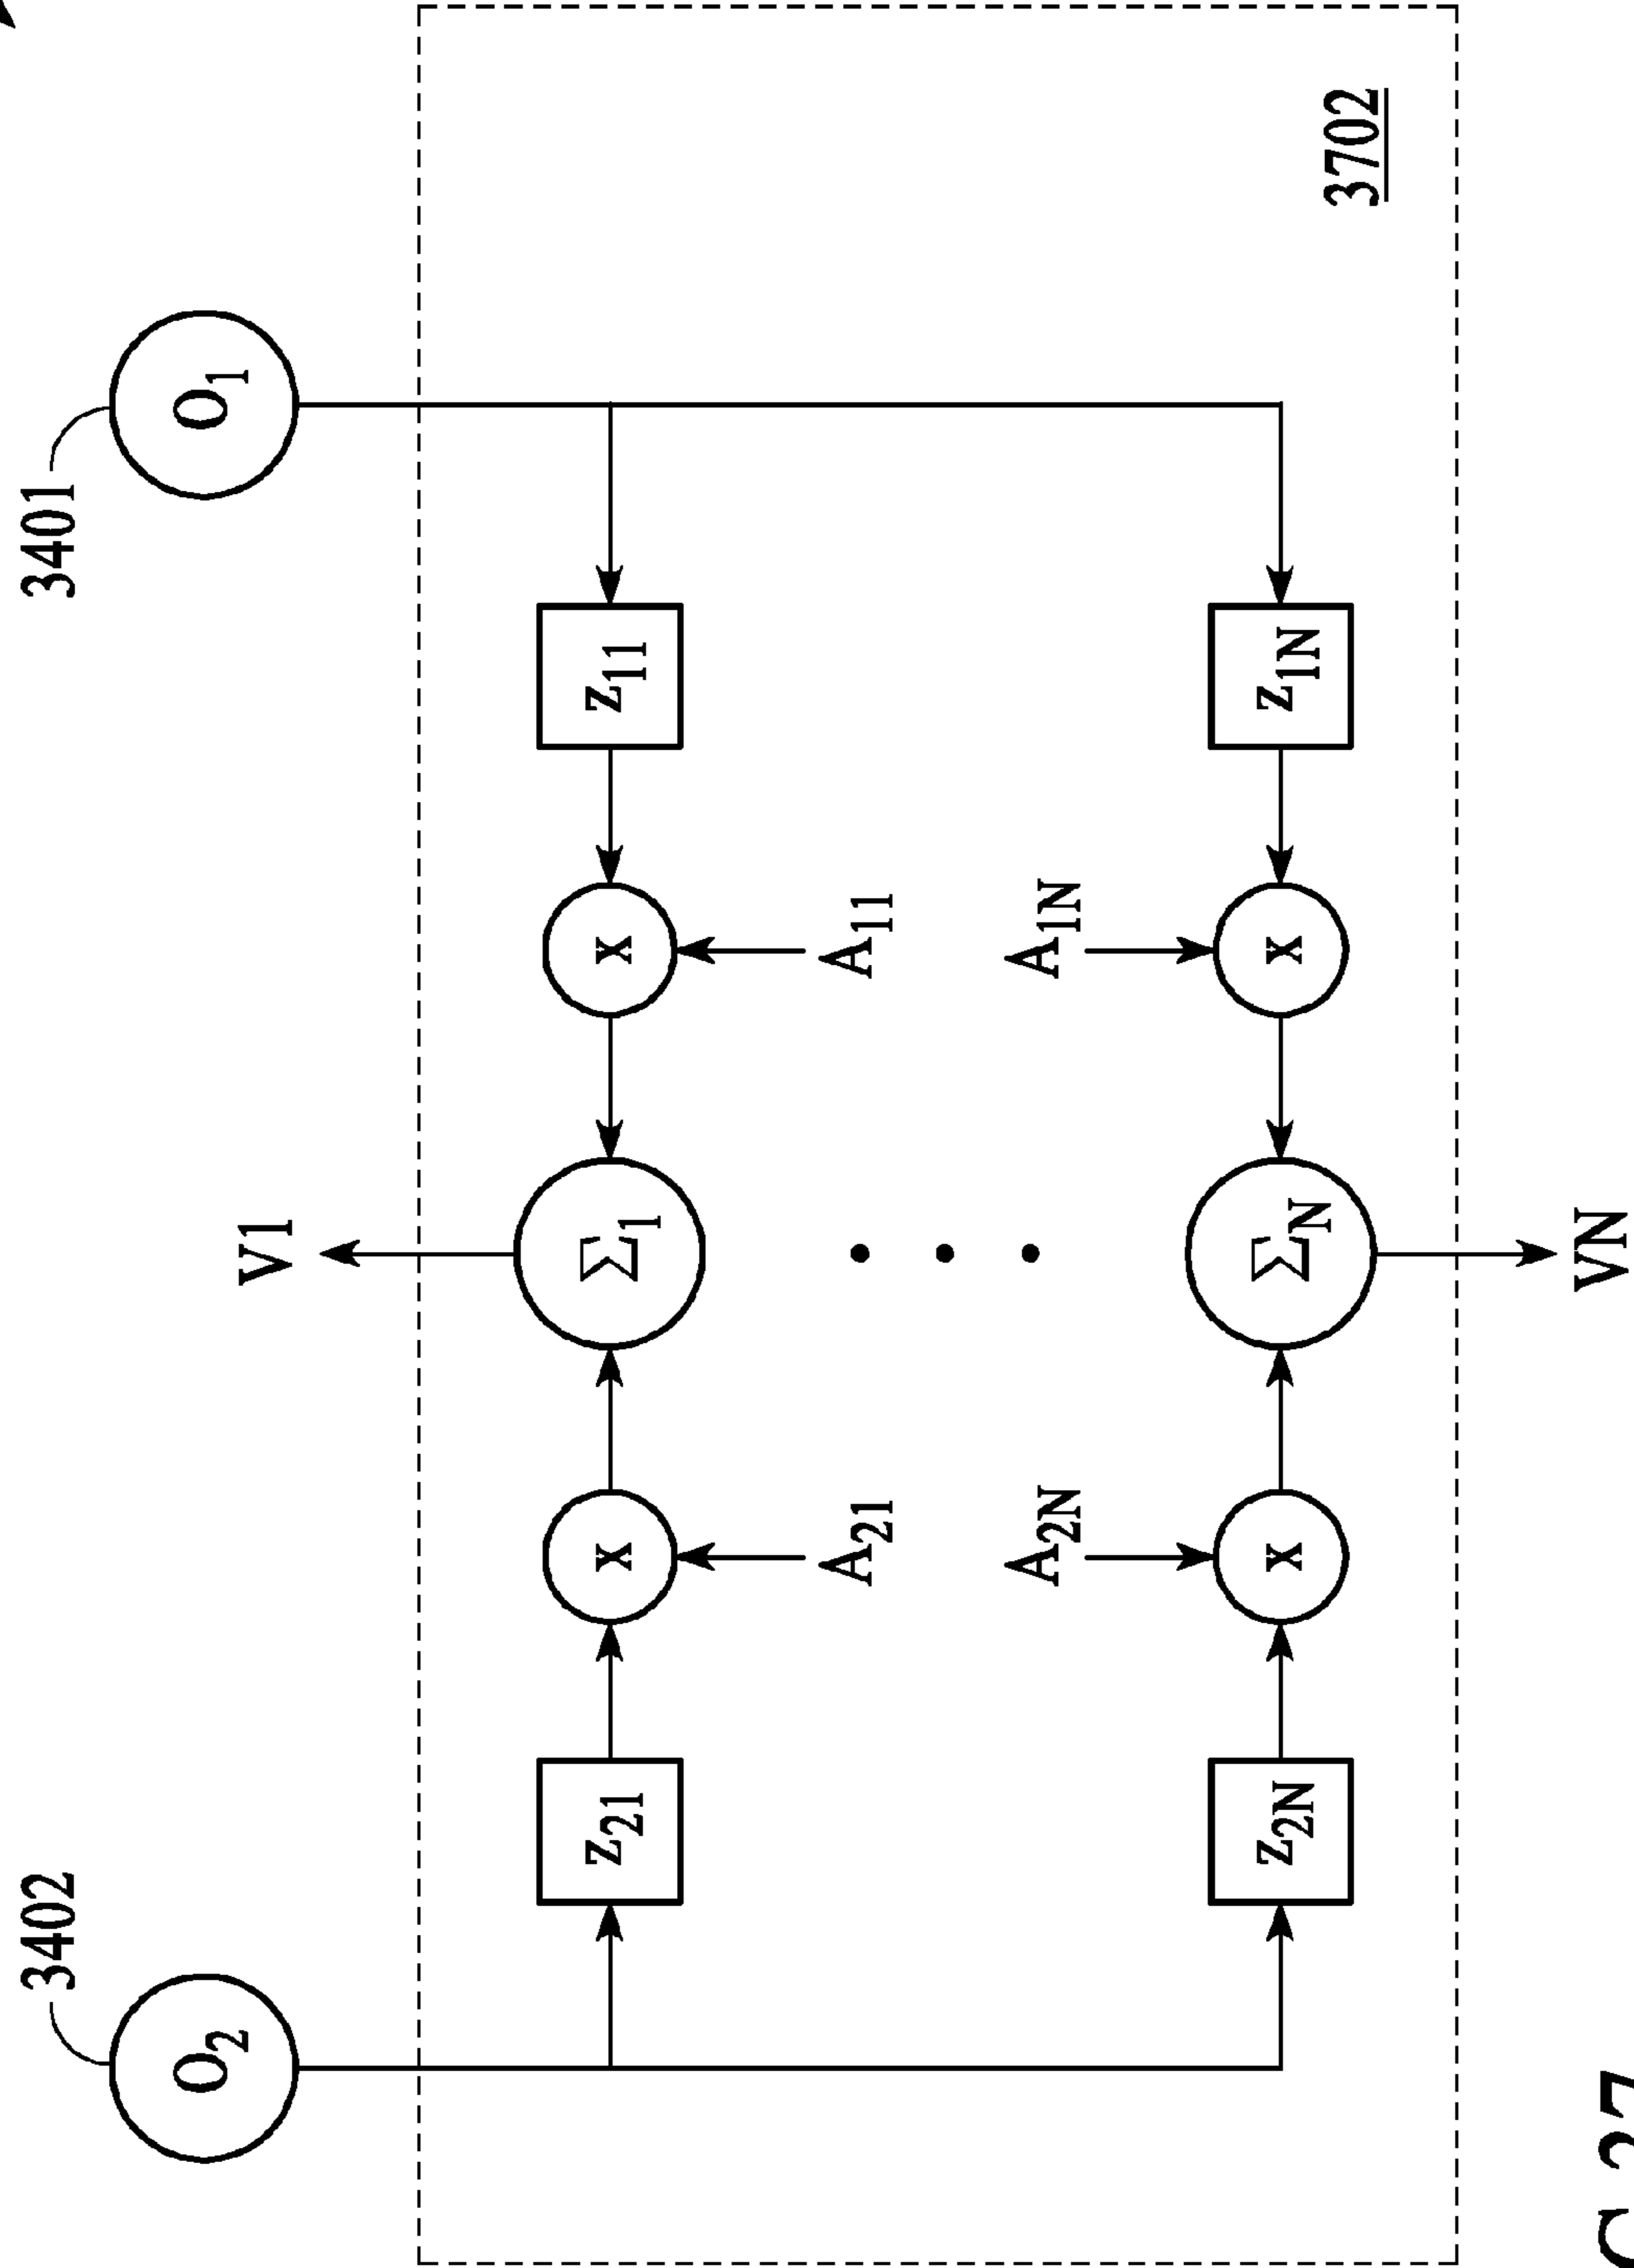 3402
3401
O₂
O₁
V1
z₂₁
x
Σ₁
x
z₁₁
A₂₁
A₁₁
A₂N
A₁N
z₂N
x
ΣN
x
z₁N
3702
VN